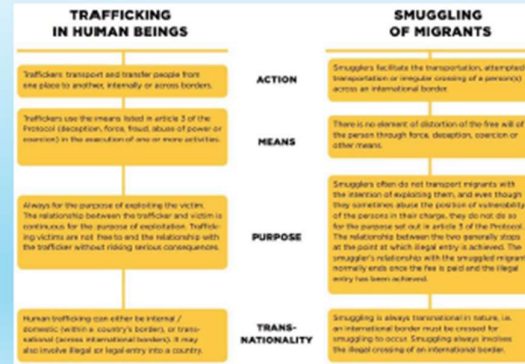 TRAFFICKING
IN HUMAN BEINGS
SMUGGLING
OF MIGRANTS
Traffickers transport and transfer people from
one place to another, internally or across borders.
ACTION
Smugglers facilitate the transportation, attempted
transportation or irregular crossing of a person(s)
across an international border.
Traffickers use the means listed in article 3 of the
Protocol (deception, force, fraud, abuse of power or
coercion) in the execution of one or more activities.
MEANS
There is no element of distortion of the free will of
the person through force, deception, coercion or
other means.
Always for the purpose of exploiting the victim.
The relationship between the trafficker and victim is
continuous for the purpose of exploitation. Traffick-
ing victims are not free to end the relationship with
the trafficker without risking serious consequences.
PURPOSE
Smugglers often do not transport migrants with
the intention of exploiting them, and even though
they sometimes abuse the position of vulnerability
of the persons in their charge, they do not do so
for the purpose set out in article 3 of the Protocol.
The relationship between the two generally stops
at the point at which illegal entry is achieved. The
smuggler's relationship with the smuggled migrant
normally ends once the fee is paid and the illegal
entry has been achieved.
Human trafficking can either be internal /
domestic (within a country's border), or trans-
national (across international borders). It may
also involve illegal or legal entry into a country.
TRANS-
NATIONALITY
Smuggling is always transnational in nature, i.e.
an international border must be crossed for
smuggling to occur. Smuggling always involves
the illegal crossing of an international border.